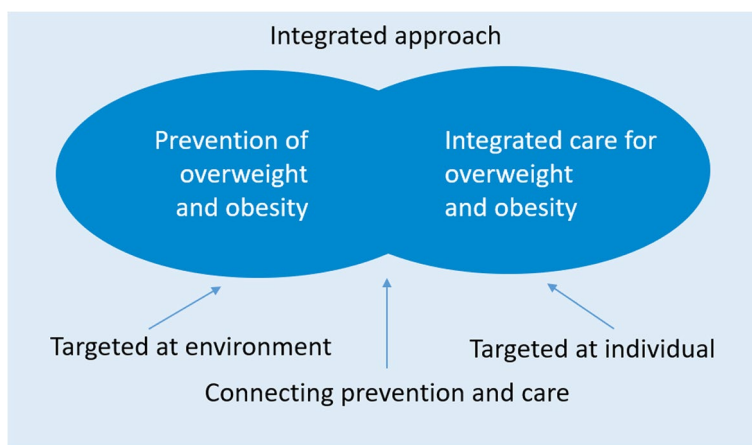 Integrated approach
Prevention of
overweight
and obesity
Integrated care for
overweight
and obesity
Targeted at environment
Targeted at individual
Connecting prevention and care